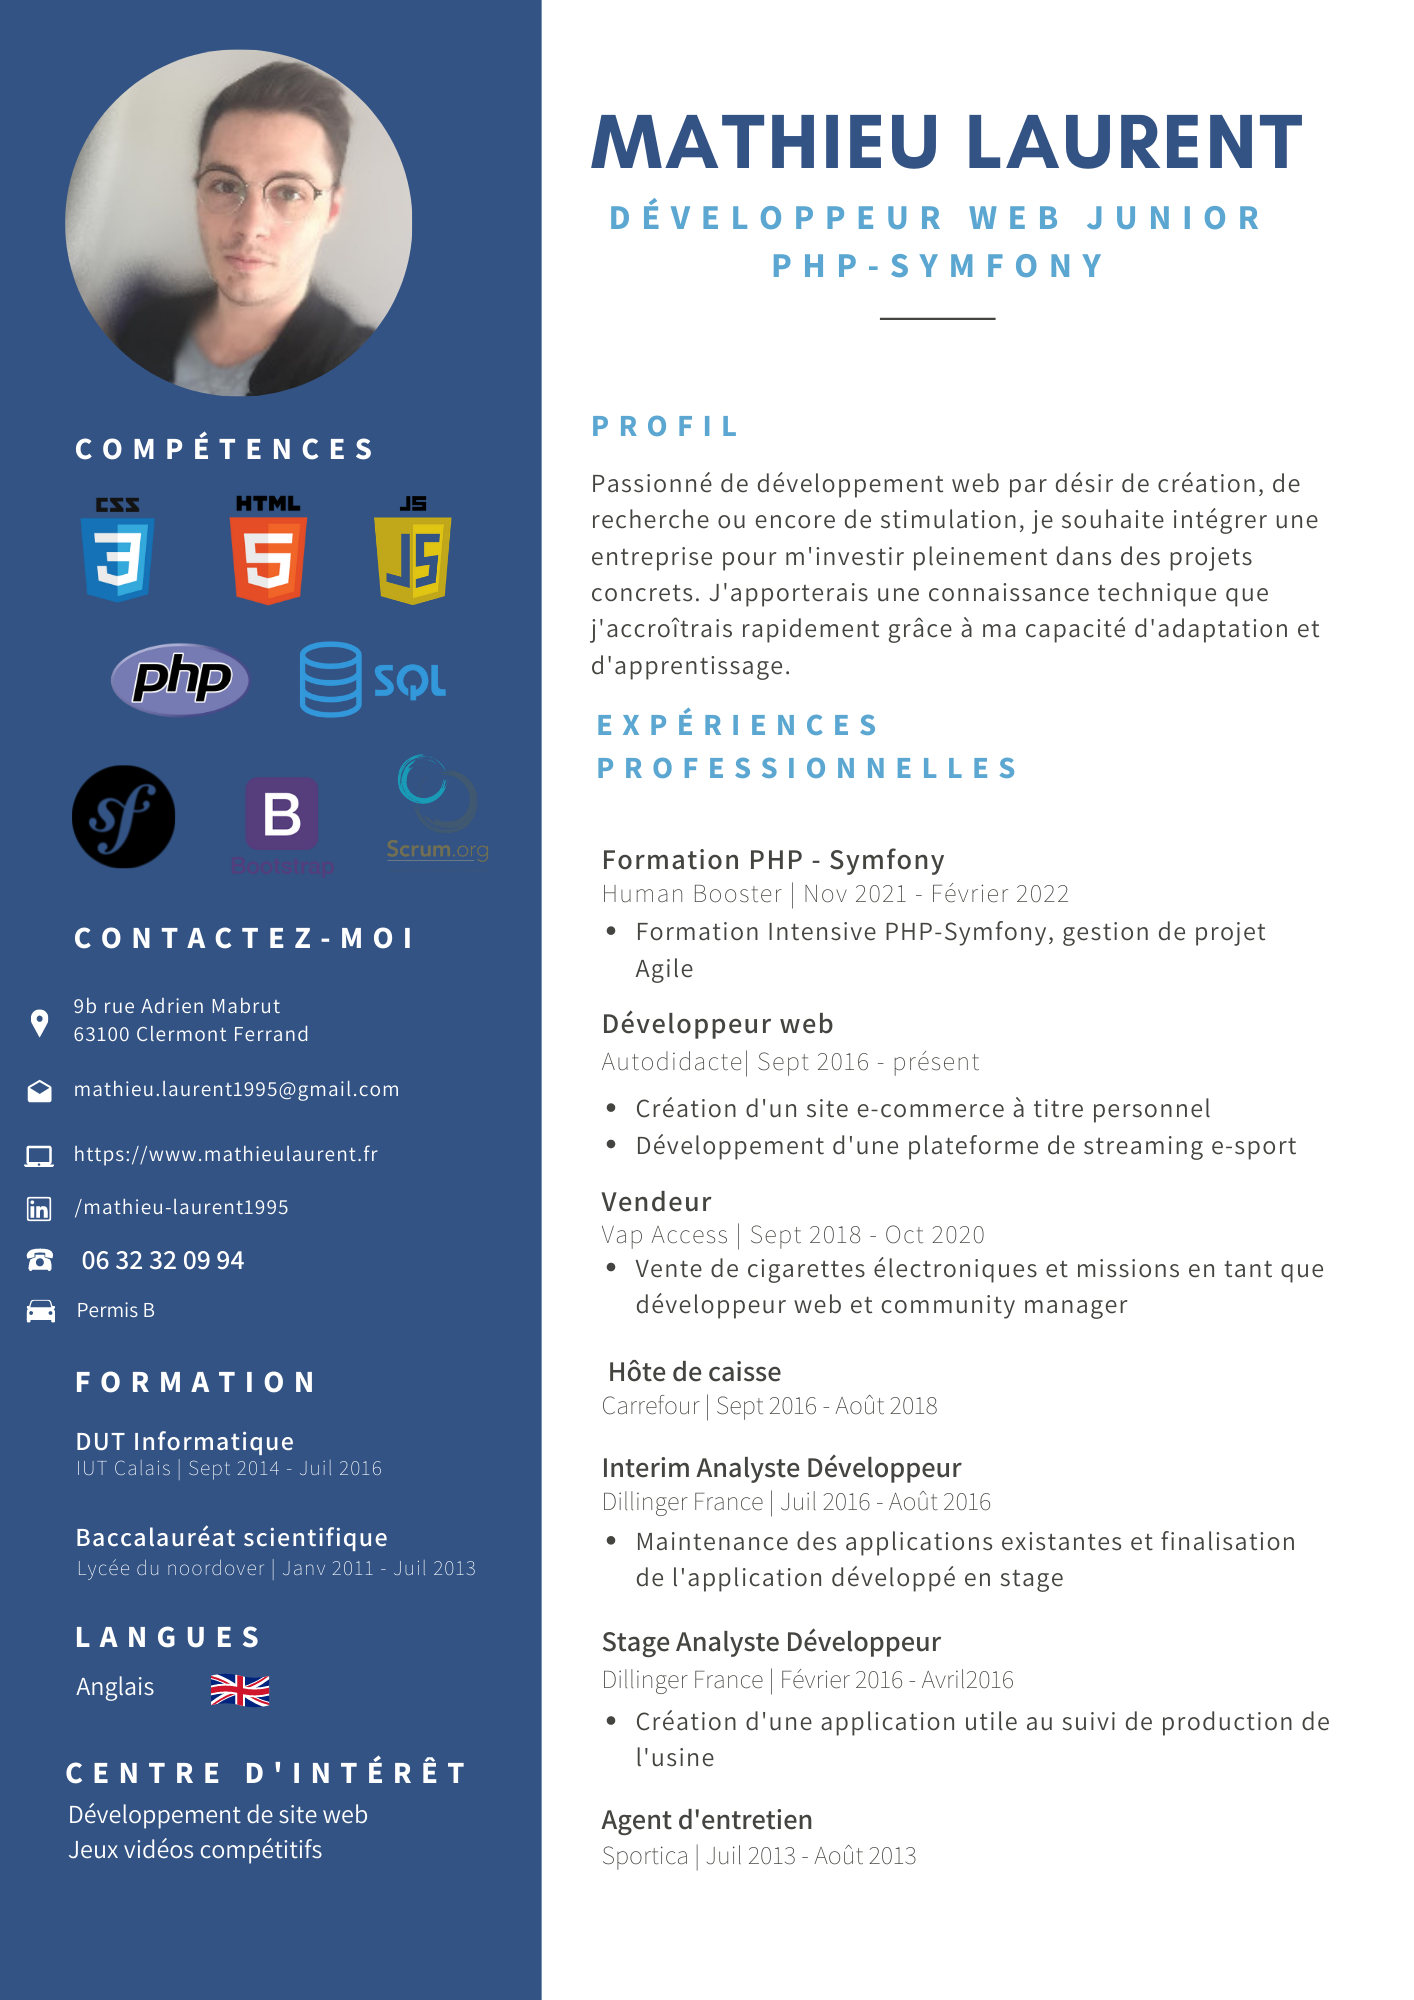 COMPÉTENCES
CSS
HTML
JS
3
5
JS
php
SQL
sf
B
Bootstrap
Scrum.org
CONTACTEZ-MOI
9b rue Adrien Mabrut
63100 Clermont Ferrand
mathieu.laurent1995@gmail.com
https://www.mathieulaurent.fr
in
/mathieu-laurent1995
06 32 32 09 94
Permis B
FORMATION
DUT Informatique
IUT Calais | Sept 2014 - Juil 2016
Baccalauréat scientifique
Lycée du noordover | Janv 2011 - Juil 2013
LANGUES
Anglais
CENTRE D'INTÉRÊT
Développement de site web
Jeux vidéos compétitifs
MATHIEU LAURENT
DÉVELOPPEUR WEB JUNIOR
PHP-SYMFONY
PROFIL
Passionné de développement web par désir de création, de
recherche ou encore de stimulation, je souhaite intégrer une
entreprise pour m'investir pleinement dans des projets
concrets. J'apporterais une connaissance technique que
j'accroîtrais rapidement grâce à ma capacité d'adaptation et
d'apprentissage.
EXPÉRIENCES
PROFESSIONNELLES
Formation PHP - Symfony
Human Booster | Nov 2021 - Février 2022
• Formation Intensive PHP-Symfony, gestion de projet
Agile
Développeur web
Autodidacte| Sept 2016 - présent
• Création d'un site e-commerce à titre personnel
• Développement d'une plateforme de streaming e-sport
Vendeur
Vap Access | Sept 2018 - Oct 2020
• Vente de cigarettes électroniques et missions en tant que
développeur web et community manager
Hôte de caisse
Carrefour | Sept 2016 - Août 2018
Interim Analyste Développeur
Dillinger France | Juil 2016 - Août 2016
• Maintenance des applications existantes et finalisation
de l'application développé en stage
Stage Analyste Développeur
Dillinger France | Février 2016 - Avril2016
• Création d'une application utile au suivi de production de
l'usine
Agent d'entretien
Sportica | Juil 2013 - Août 2013